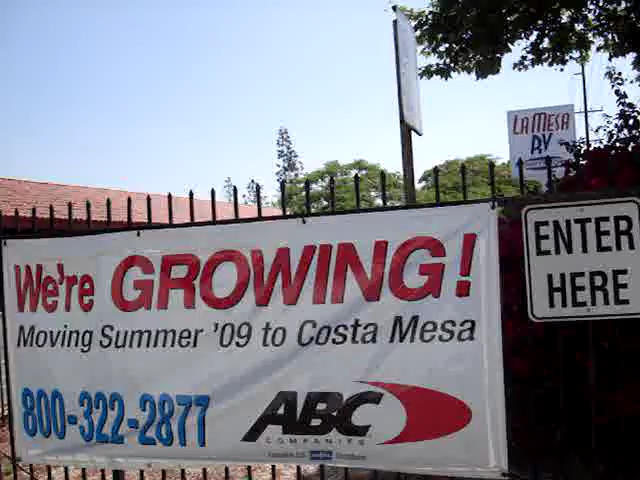 LA MESA
RV
ENTER
HERE
We're GROWING!
Moving Summer '09 to Costa Mesa
800-322-2877
ABC
COMPANIES